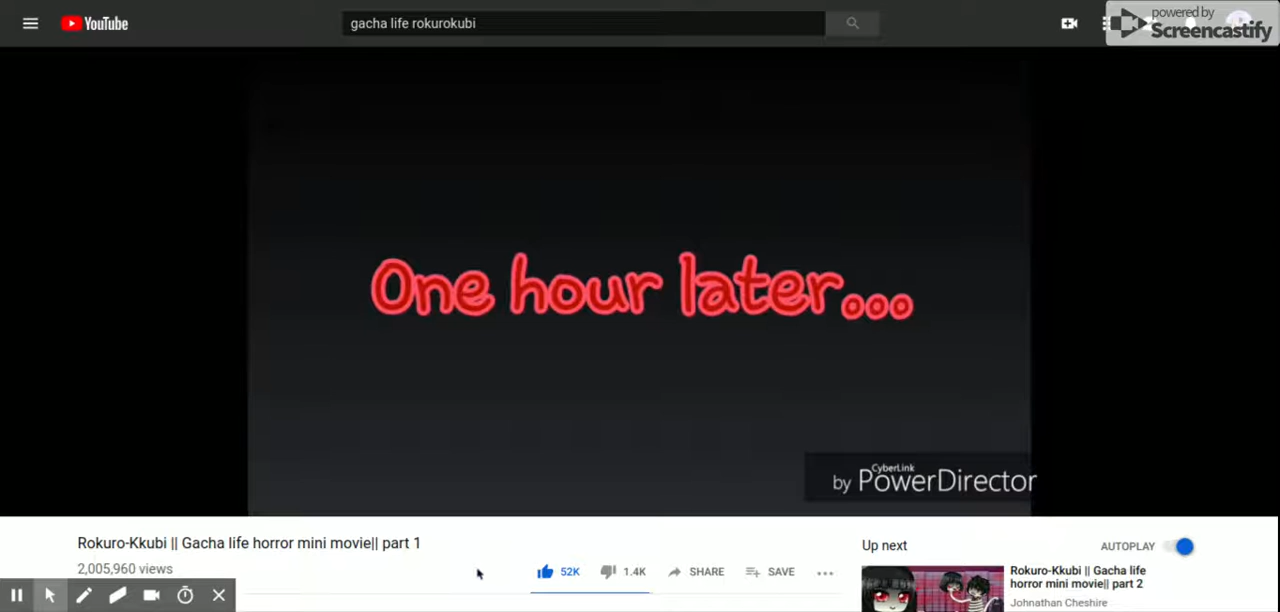 YouTube
gacha life rokurokubi
powered by
Screencastify
One hour later...
CyberLink
by PowerDirector
Rokuro-Kkubi || Gacha life horror mini movie|| part 1
2,005,960 views
52K
1.4K
SHARE
SAVE
Up next
AUTOPLAY
Rokuro-Kkubi || Gacha life
horror mini movie|| part 2
Johnathan Cheshire